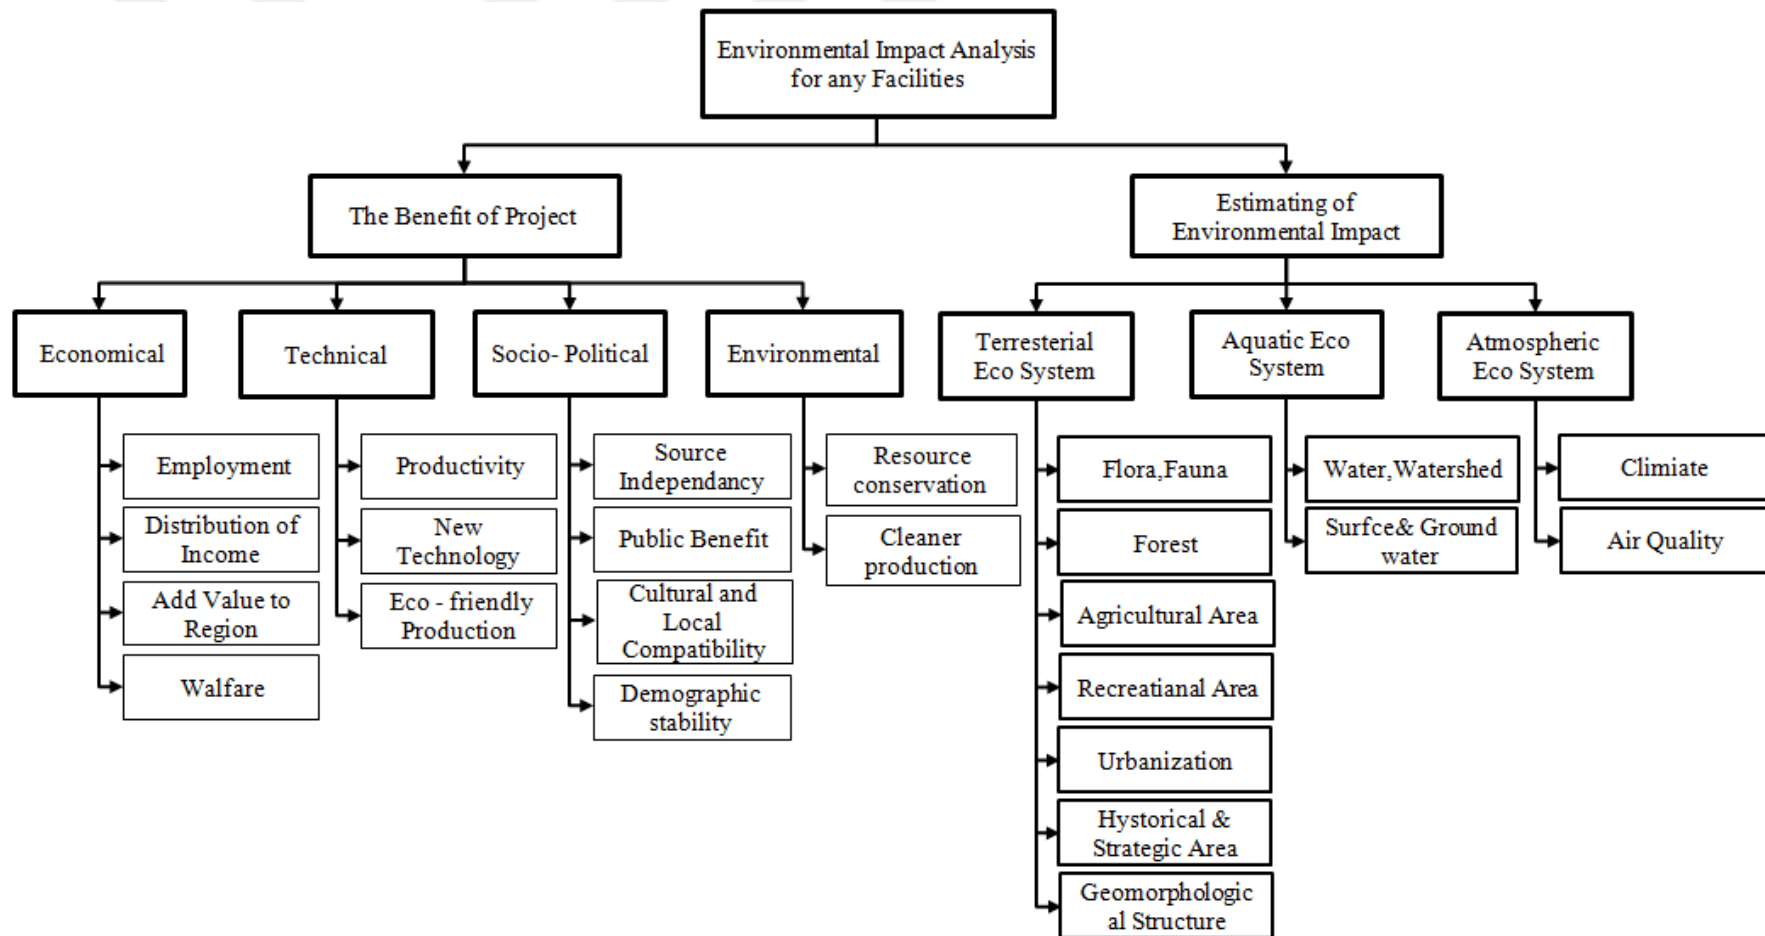 Environmental Impact Analysis
for any Facilities
The Benefit of Project
Estimating of
Environmental Impact
Economical
Technical
Socio- Political
Environmental
Terresterial
Eco System
Aquatic Eco
System
Atmospheric
Eco System
Employment
Distribution of
Income
Add Value to
Region
Walfare
Productivity
New
Technology
Eco - friendly
Production
Source
Independancy
Public Benefit
Cultural and
Local
Compatibility
Demographic
stability
Resource
conservation
Cleaner
production
Flora,Fauna
Forest
Agricultural Area
Recreatianal Area
Urbanization
Hystorical &
Strategic Area
Geomorphologic
al Structure
Water,Watershed
Surfce& Ground
water
Climiate
Air Quality